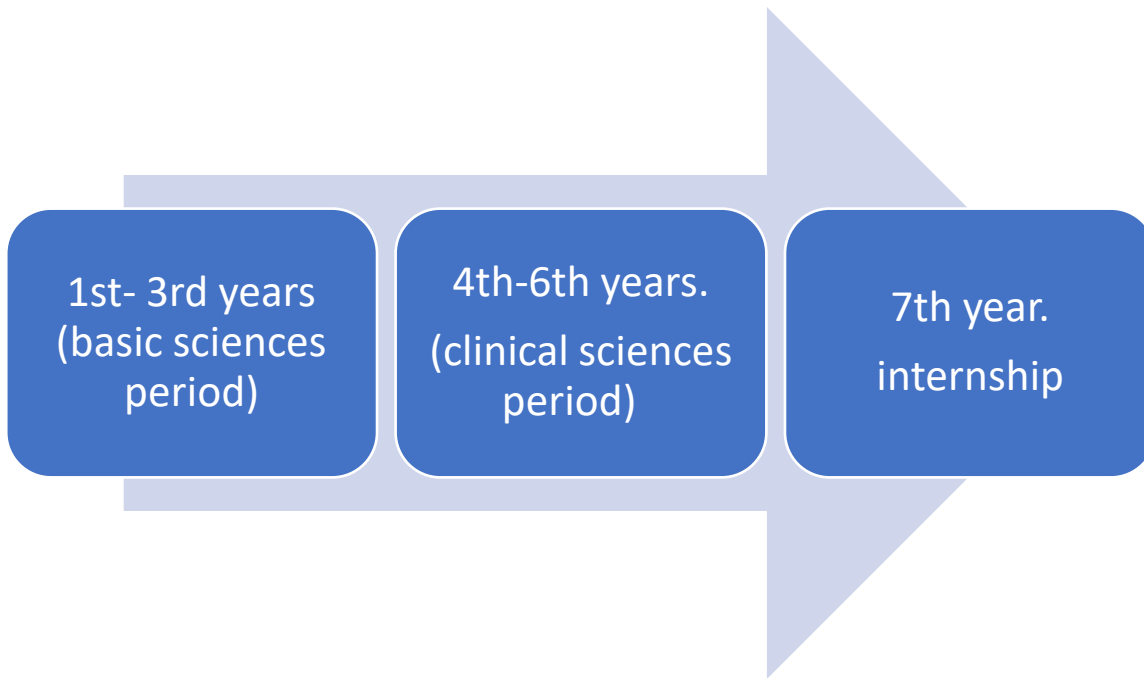 1st- 3rd years
(basic sciences
period)
4th-6th years.
(clinical sciences
period)
7th year.
internship